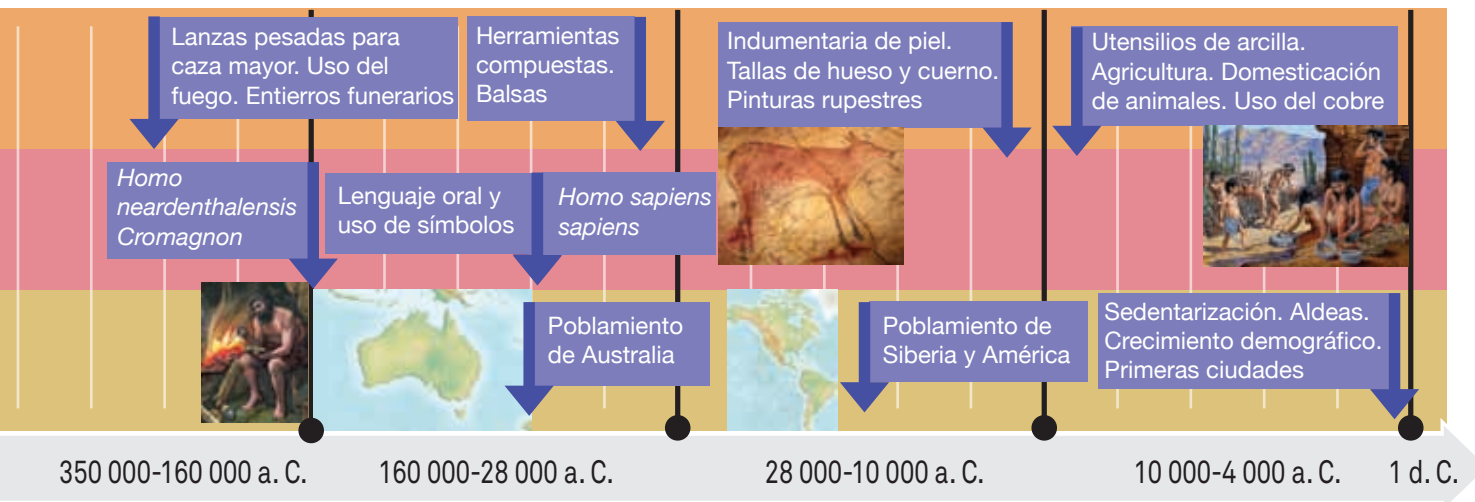 Lanzas pesadas para
caza mayor. Uso del
fuego. Entierros funerarios
Herramientas
compuestas.
Balsas
Indumentaria de piel.
Tallas de hueso y cuerno.
Pinturas rupestres
Utensilios de arcilla.
Agricultura. Domesticación
de animales. Uso del cobre
Homo
neardenthalensis
Cromagnon
Lenguaje oral y
uso de símbolos
Homo sapiens
sapiens
Poblamiento
de Australia
Poblamiento de
Siberia y América
Sedentarización. Aldeas.
Crecimiento demográfico.
Primeras ciudades
350 000-160 000 a. C.
160 000-28 000 a. C.
28 000-10 000 a. C.
10 000-4 000 a. C.
1 d. C.